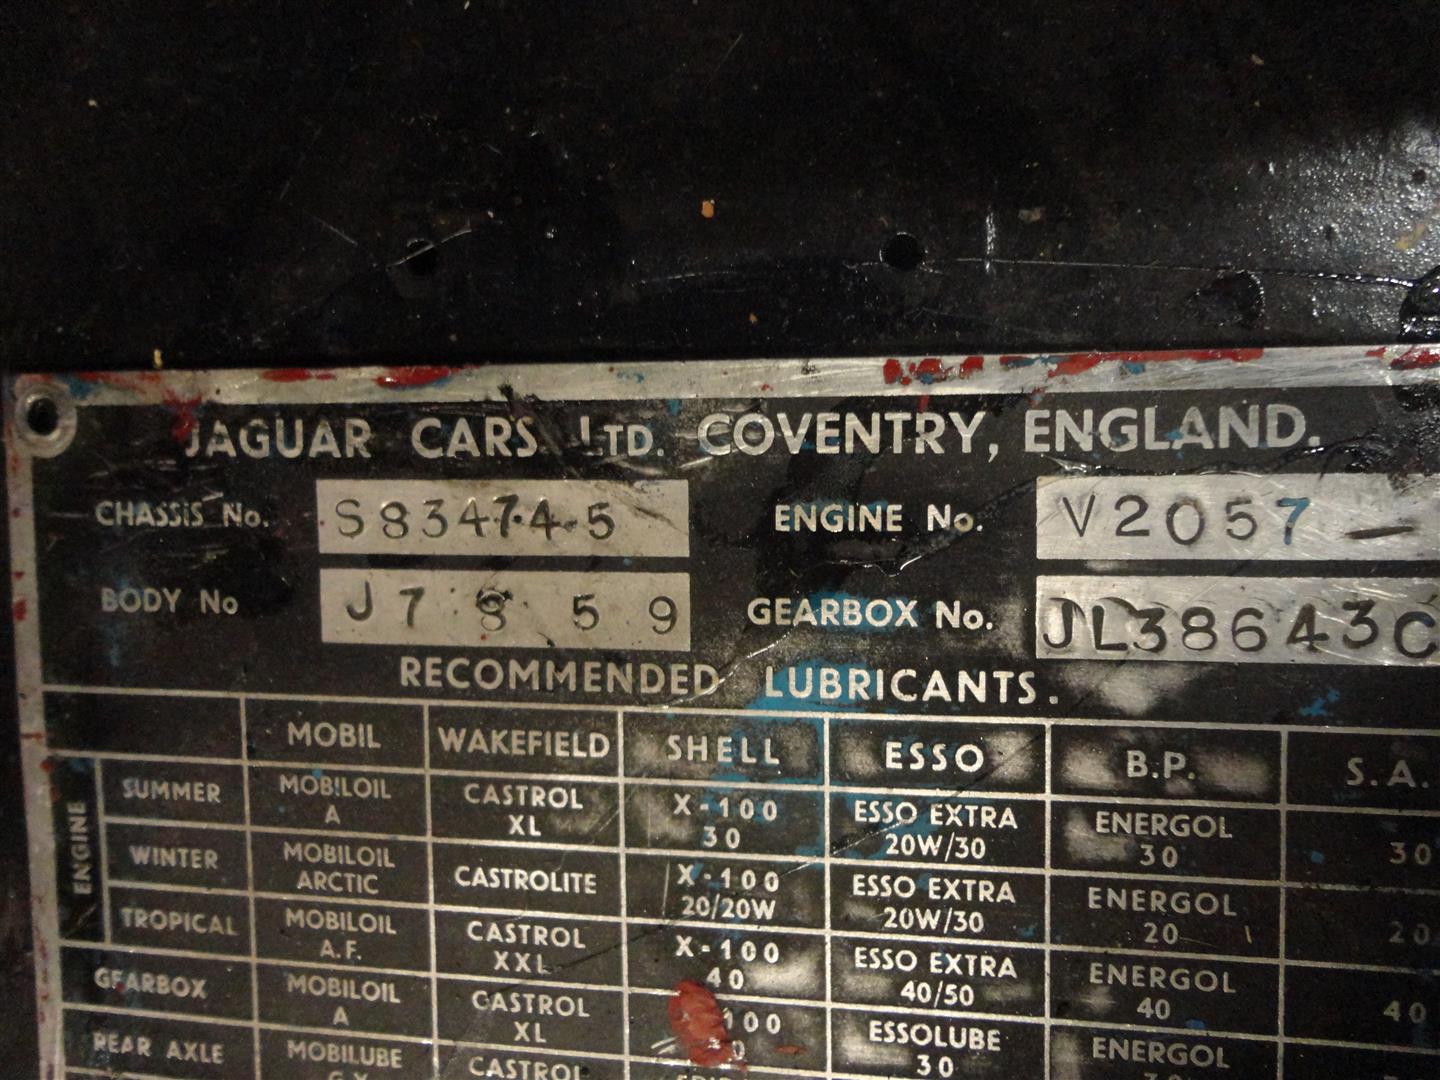 JAGUAR CARS LTD. COVENTRY, ENGLAND.
CHASSIS No. S834745 ENGINE No. V2057 -
BODY No J7859 GEARBOX No. JL38643C
RECOMMENDED LUBRICANTS.
MOBIL WAKEFIELD SHELL ESSO B.P. S.A.
ENGINE
SUMMER MOBILOIL A CASTROL XL X-100 30 ESSO EXTRA 20W/30 ENERGOL 30 30
WINTER MOBILOIL ARCTIC CASTROLITE X-100 20/20W ESSO EXTRA 20W/30 ENERGOL 20 20
TROPICAL MOBILOIL A.F. CASTROL XXL X-100 40 ESSO EXTRA 40/50 ENERGOL 40 40
GEARBOX MOBILOIL A CASTROL XL 100 ESSOLUBE 30 ENERGOL
REAR AXLE MOBILUBE CASTROL